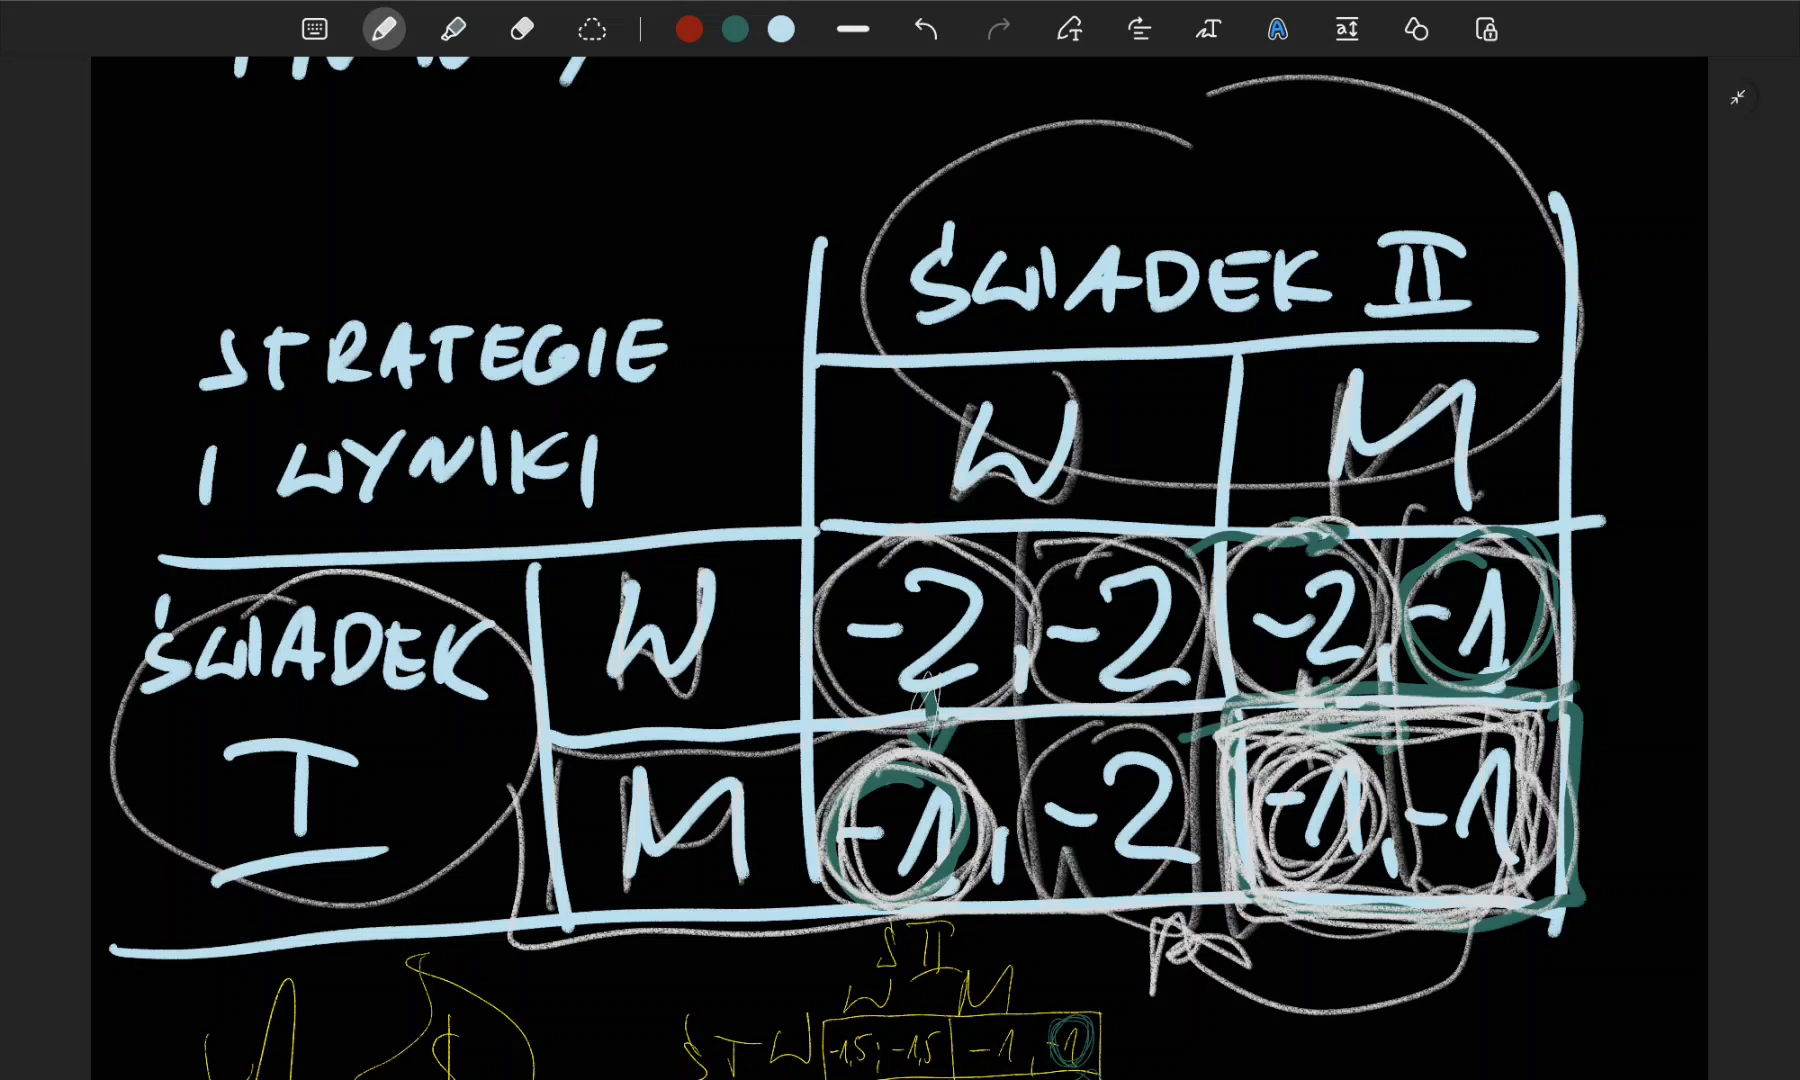 ŚWIADEK II
STRATEGIE
I WYNIKI
W M
ŚWIADEK
I
W -2, -2 -2, -1
M -1, -2 -1, -1
Ś II
W M
Ś I W -1,5; -1,5 -1, -1